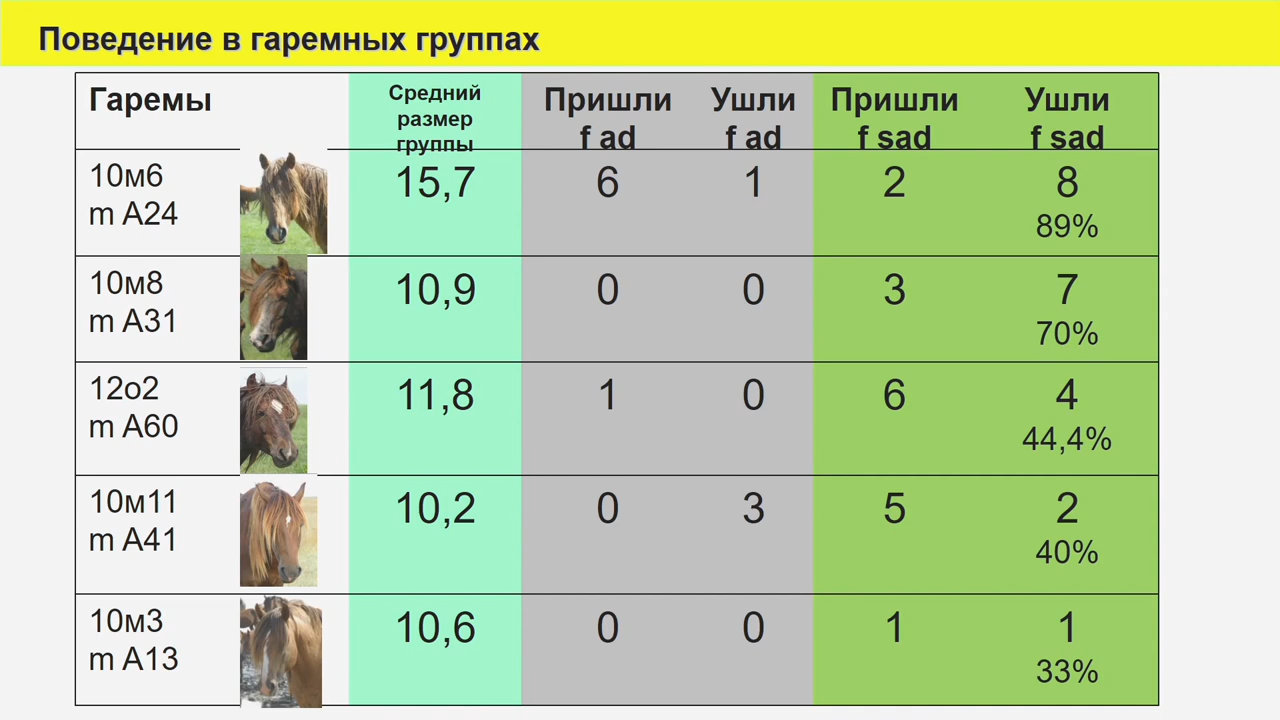 Поведение в гаремных группах
Гаремы
Средний
размер
группы
Пришли
f ad
Ушли
f ad
Пришли
f sad
Ушли
f sad
10м6
m A24
15,7
6
1
2
8
89%
10м8
m A31
10,9
0
0
3
7
70%
12о2
m A60
11,8
1
0
6
4
44,4%
10м11
m A41
10,2
0
3
5
2
40%
10м3
m A13
10,6
0
0
1
1
33%